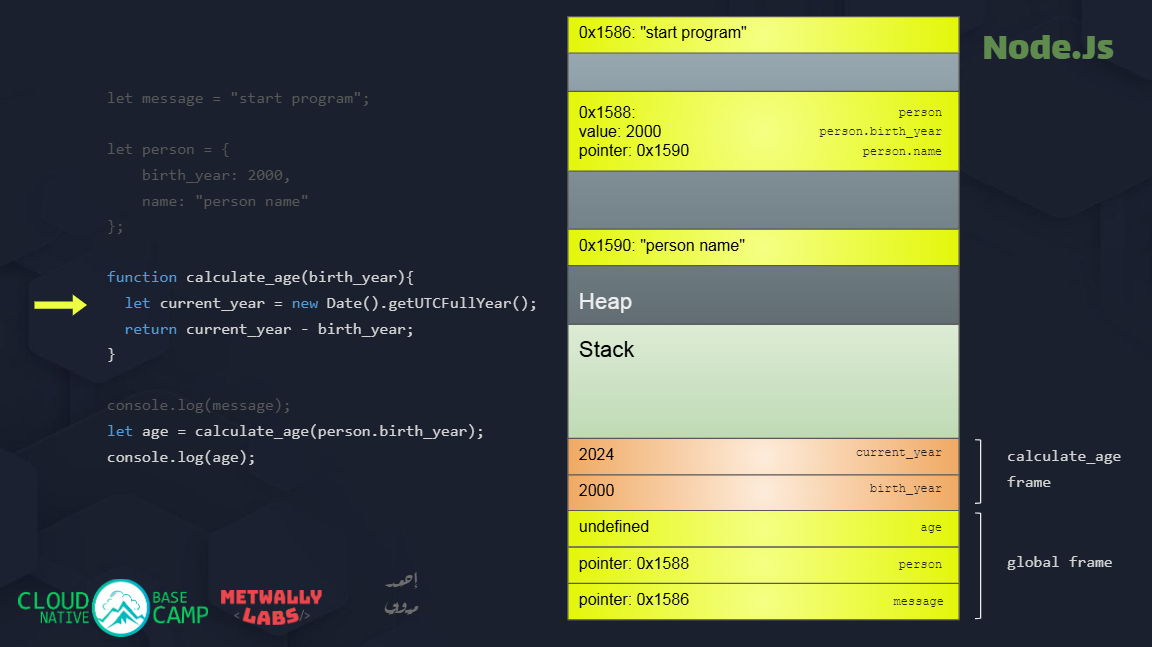 Node.Js
let message = "start program";
let person = {
birth_year: 2000,
name: "person name"
};
function calculate_age(birth_year){
let current_year = new Date().getUTCFullYear();
return current_year - birth_year;
}
console.log(message);
let age = calculate_age(person.birth_year);
console.log(age);
0x1586: "start program"
0x1588: person
value: 2000 person.birth_year
pointer: 0x1590 person.name
0x1590: "person name"
Heap
Stack
2024 current_year
2000 birth_year
calculate_age
frame
undefined age
pointer: 0x1588 person
pointer: 0x1586 message
global frame
CLOUD NATIVE BASE CAMP
METWALLY
<LABS/>
أحمد